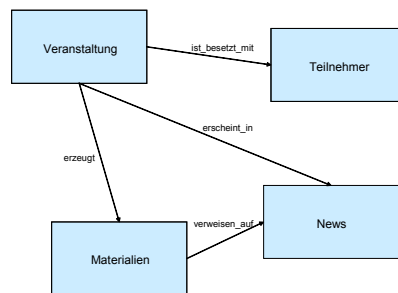 Veranstaltung
ist_besetzt_mit
Teilnehmer
erscheint_in
erzeugt
verweisen_auf
News
Materialien